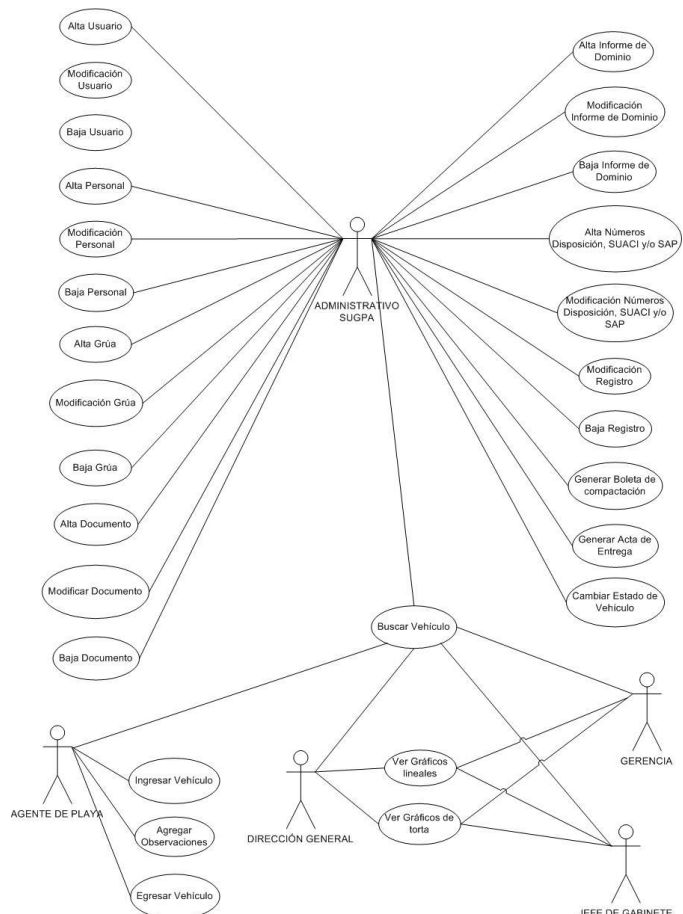 Alta Usuario
Modificación
Usuario
Baja Usuario
Alta Personal
Modificación
Personal
Baja Personal
Alta Grúa
Modificación Grúa
Baja Grúa
Alta Documento
Modificar Documento
Baja Documento
ADMINISTRATIVO
SUGPA
Alta Informe de
Dominio
Modificación
Informe de Dominio
Baja Informe de
Dominio
Alta Números
Disposición, SUACI y/o SAP
Modificación Números
Disposición, SUACI y/o
SAP
Modificación
Registro
Baja Registro
Generar Boleta de
compactación
Generar Acta de
Entrega
Cambiar Estado de
Vehículo
Buscar Vehículo
AGENTE DE PLAYA
Ingresar Vehículo
Agregar
Observaciones
Egresar Vehículo
DIRECCIÓN GENERAL
Ver Gráficos
lineales
Ver Gráficos de
torta
GERENCIA
JEFE DE GABINETE